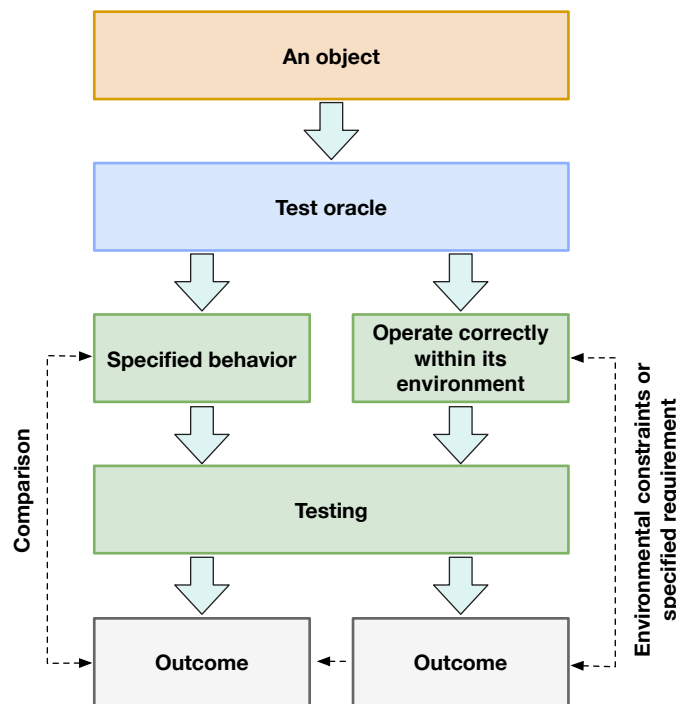 An object
Test oracle
Specified behavior
Operate correctly
within its
environment
Comparison
Environmental constraints or
specified requirement
Testing
Outcome
Outcome